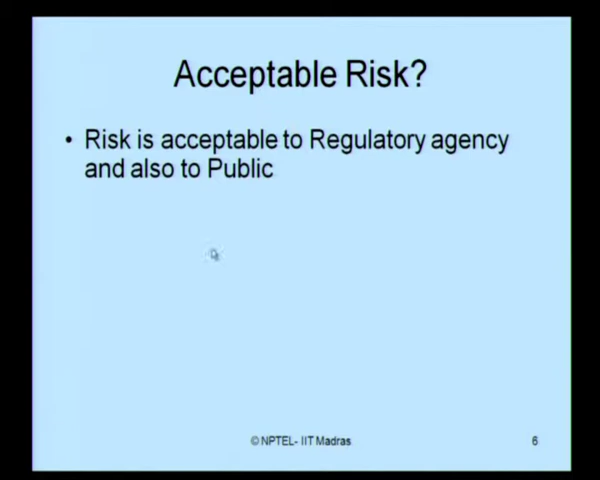 Acceptable Risk?
• Risk is acceptable to Regulatory agency
and also to Public
© NPTEL- IIT Madras
6